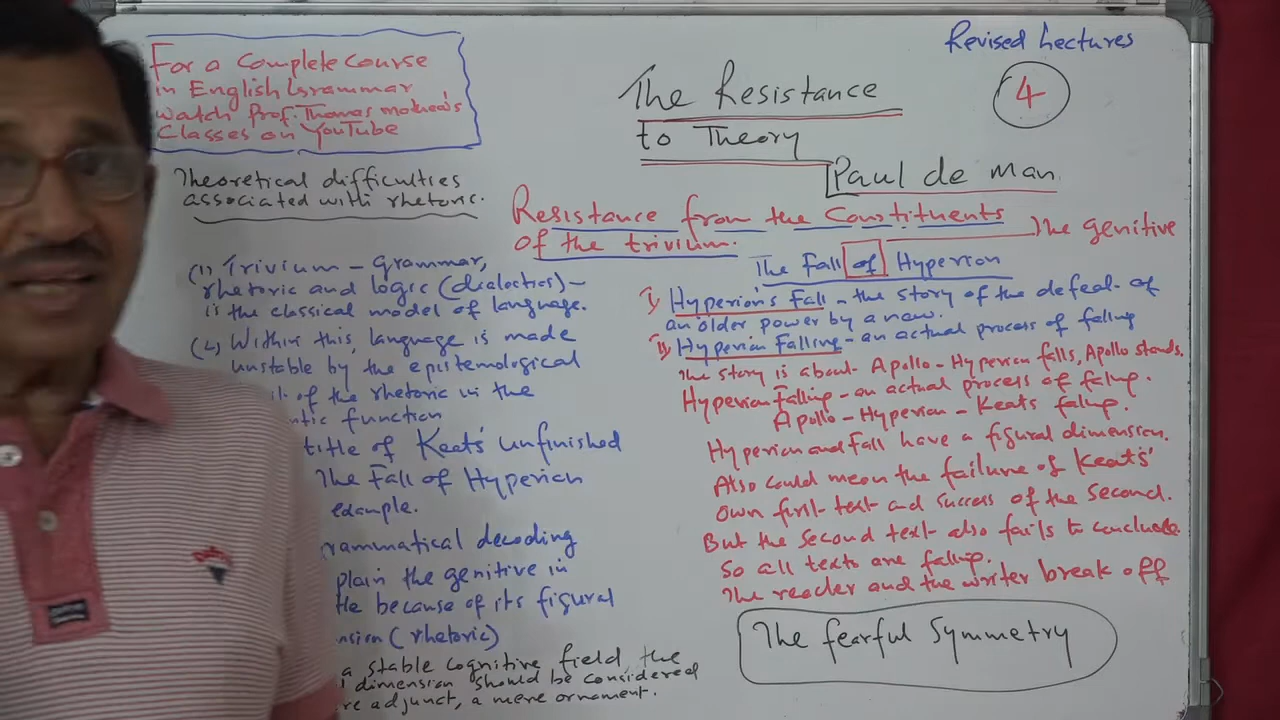 For a Complete Course
in English Grammar
Watch Prof. Thomas Mathew's
Classes on YouTube
Theoretical difficulties
associated with rhetoric.
(1) Trivium - Grammar,
rhetoric and logic (dialectics) -
is the classical model of language.
(2) Within this, language is made
unstable by the epistemological
of the rhetoric in the
function
title of Keats' Unfinished
The Fall of Hyperion
example.
grammatical decoding
the genitive in
because of its figural
(rhetoric)
a stable cognitive field, the
dimension should be considered
adjunct, a mere ornament.
Revised Lectures
4
The Resistance
to Theory
Paul de Man
Resistance from the Constituents
of the trivium.
The genitive
The Fall of Hyperion
I) Hyperion's Fall - the story of the defeat of
an older power by a new.
II) Hyperion Falling - an actual process of falling
The story is about Apollo - Hyperion falls, Apollo stands.
Hyperion falling - an actual process of falling.
Apollo - Hyperion - Keats falling.
Hyperion and Fall have a figural dimension.
Also could mean the failure of Keats'
own first text and success of the second.
But the second text also fails to conclude
So all texts are falling.
The reader and the writer break off
The fearful Symmetry